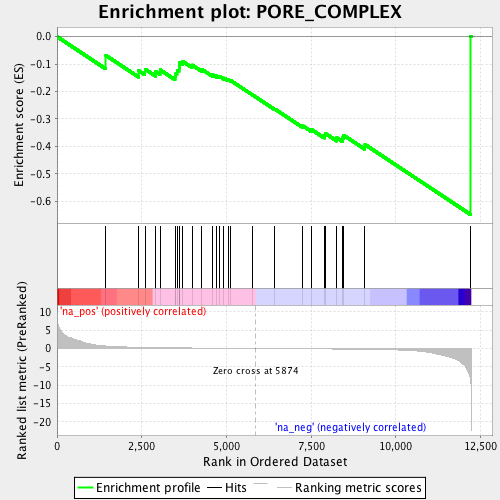 Enrichment plot: PORE_COMPLEX
Enrichment score (ES)
0.0
-0.1
-0.2
-0.3
-0.4
-0.5
-0.6
'na_pos' (positively correlated)
Ranked list metric (PreRanked)
10
5
0
-5
-10
-15
-20
Zero cross at 5874
'na_neg' (negatively correlated)
0 2,500 5,000 7,500 10,000 12,500
Rank in Ordered Dataset
Enrichment profile Hits Ranking metric scores